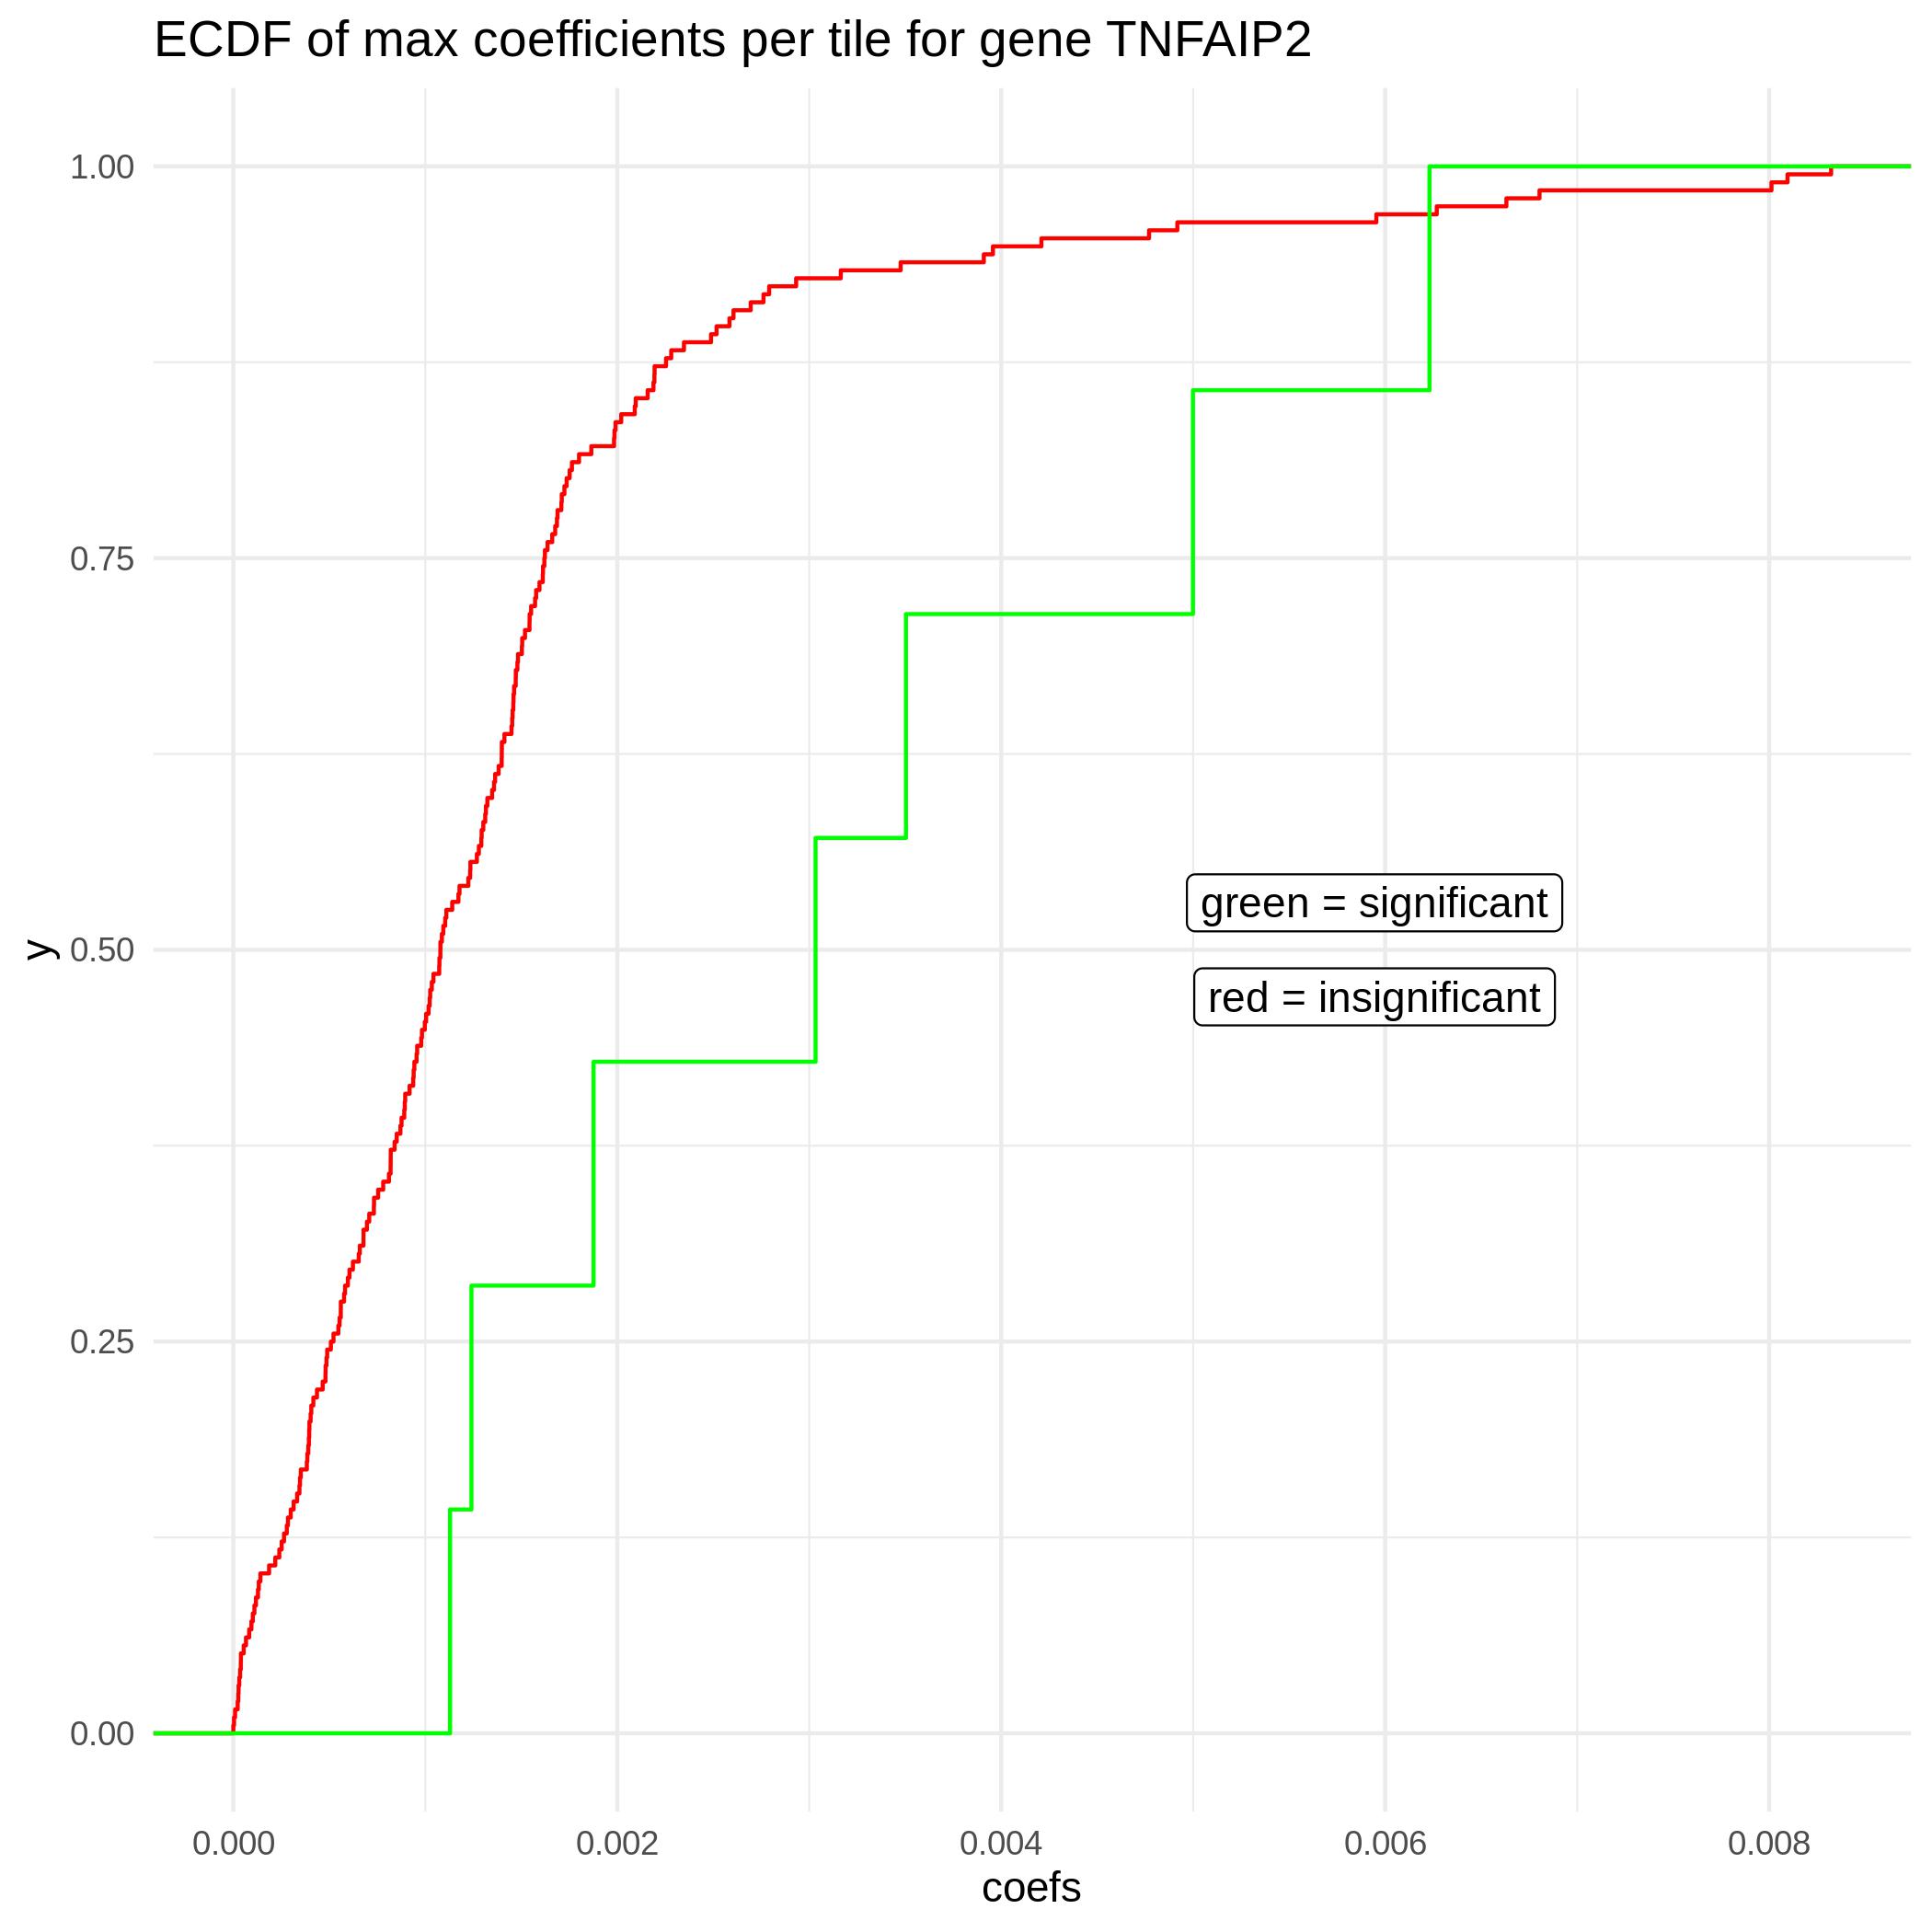 ECDF of max coefficients per tile for gene TNFAIP2
1.00
0.75
0.50
0.25
0.00
y
green = significant
red = insignificant
0.000 0.002 0.004 0.006 0.008
coefs